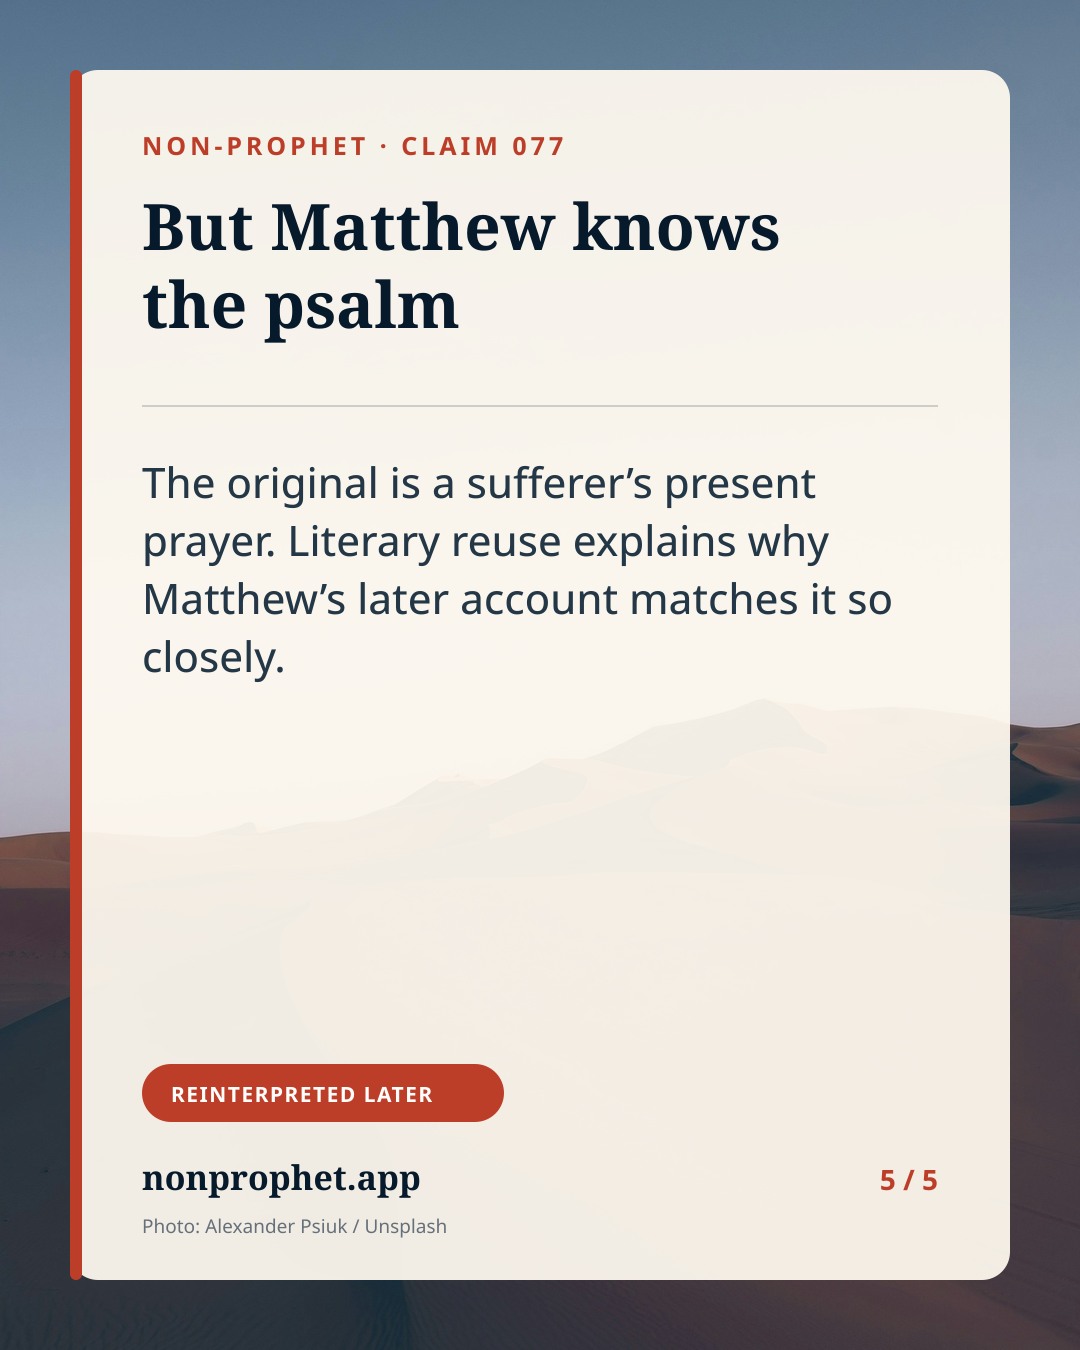 NON-PROPHET · CLAIM 077
But Matthew knows
the psalm
The original is a sufferer’s present
prayer. Literary reuse explains why
Matthew’s later account matches it so
closely.
REINTERPRETED LATER
nonprophet.app
5 / 5
Photo: Alexander Psiuk / Unsplash